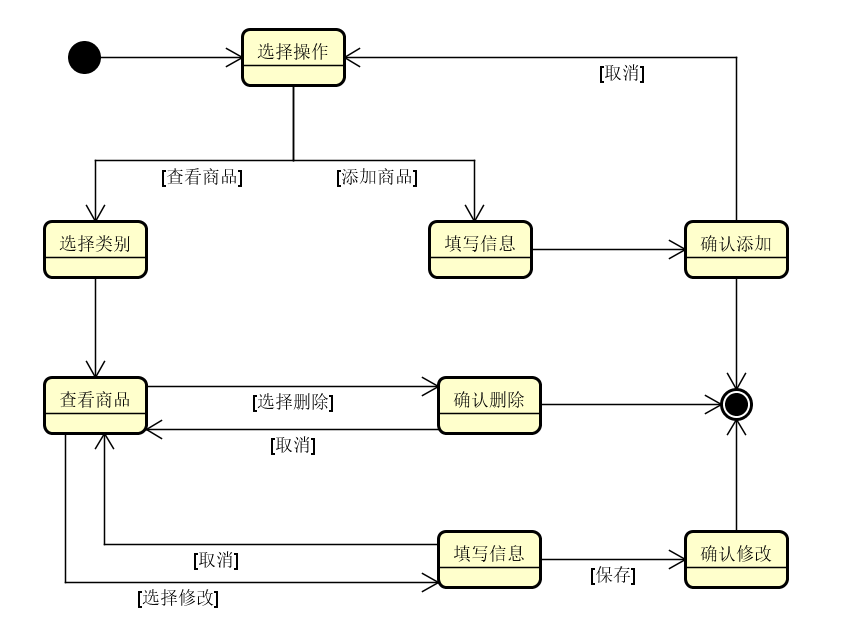 选择操作
[取消]
[查看商品]
[添加商品]
选择类别
填写信息
确认添加
查看商品
[选择删除]
确认删除
[取消]
[取消]
填写信息
[保存]
确认修改
[选择修改]